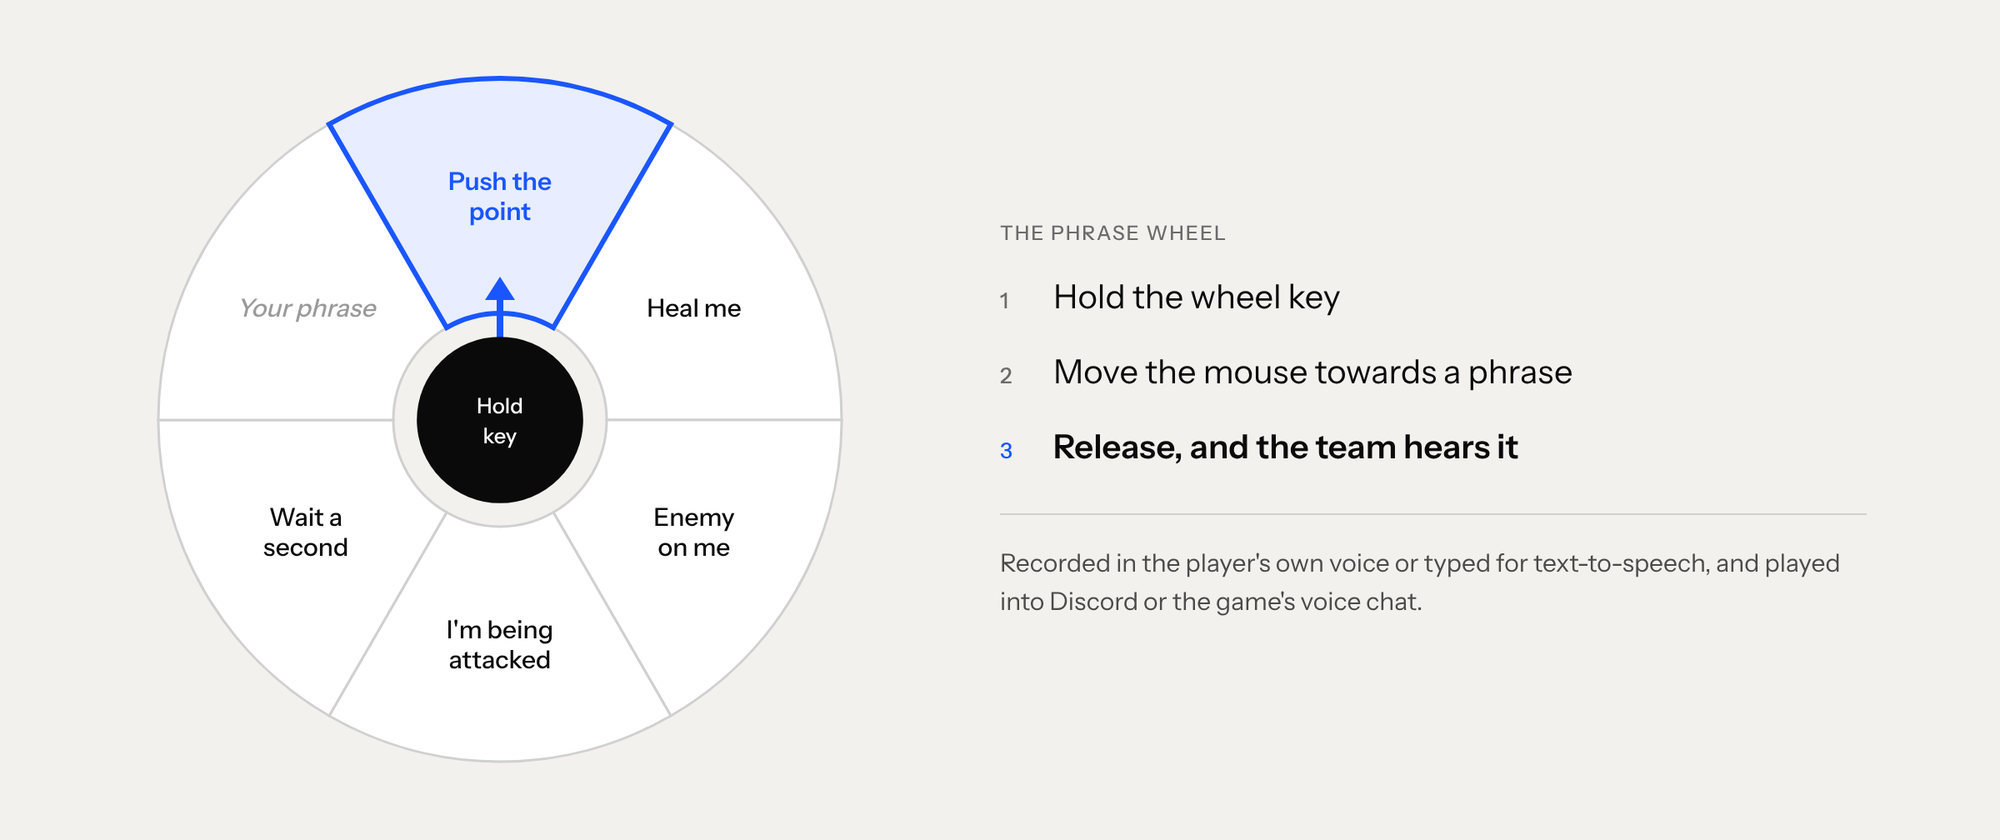 Push the
point
Your phrase
Heal me
Hold
key
Wait a
second
Enemy
on me
I'm being
attacked
THE PHRASE WHEEL
1 Hold the wheel key
2 Move the mouse towards a phrase
3 Release, and the team hears it
Recorded in the player's own voice or typed for text-to-speech, and played
into Discord or the game's voice chat.